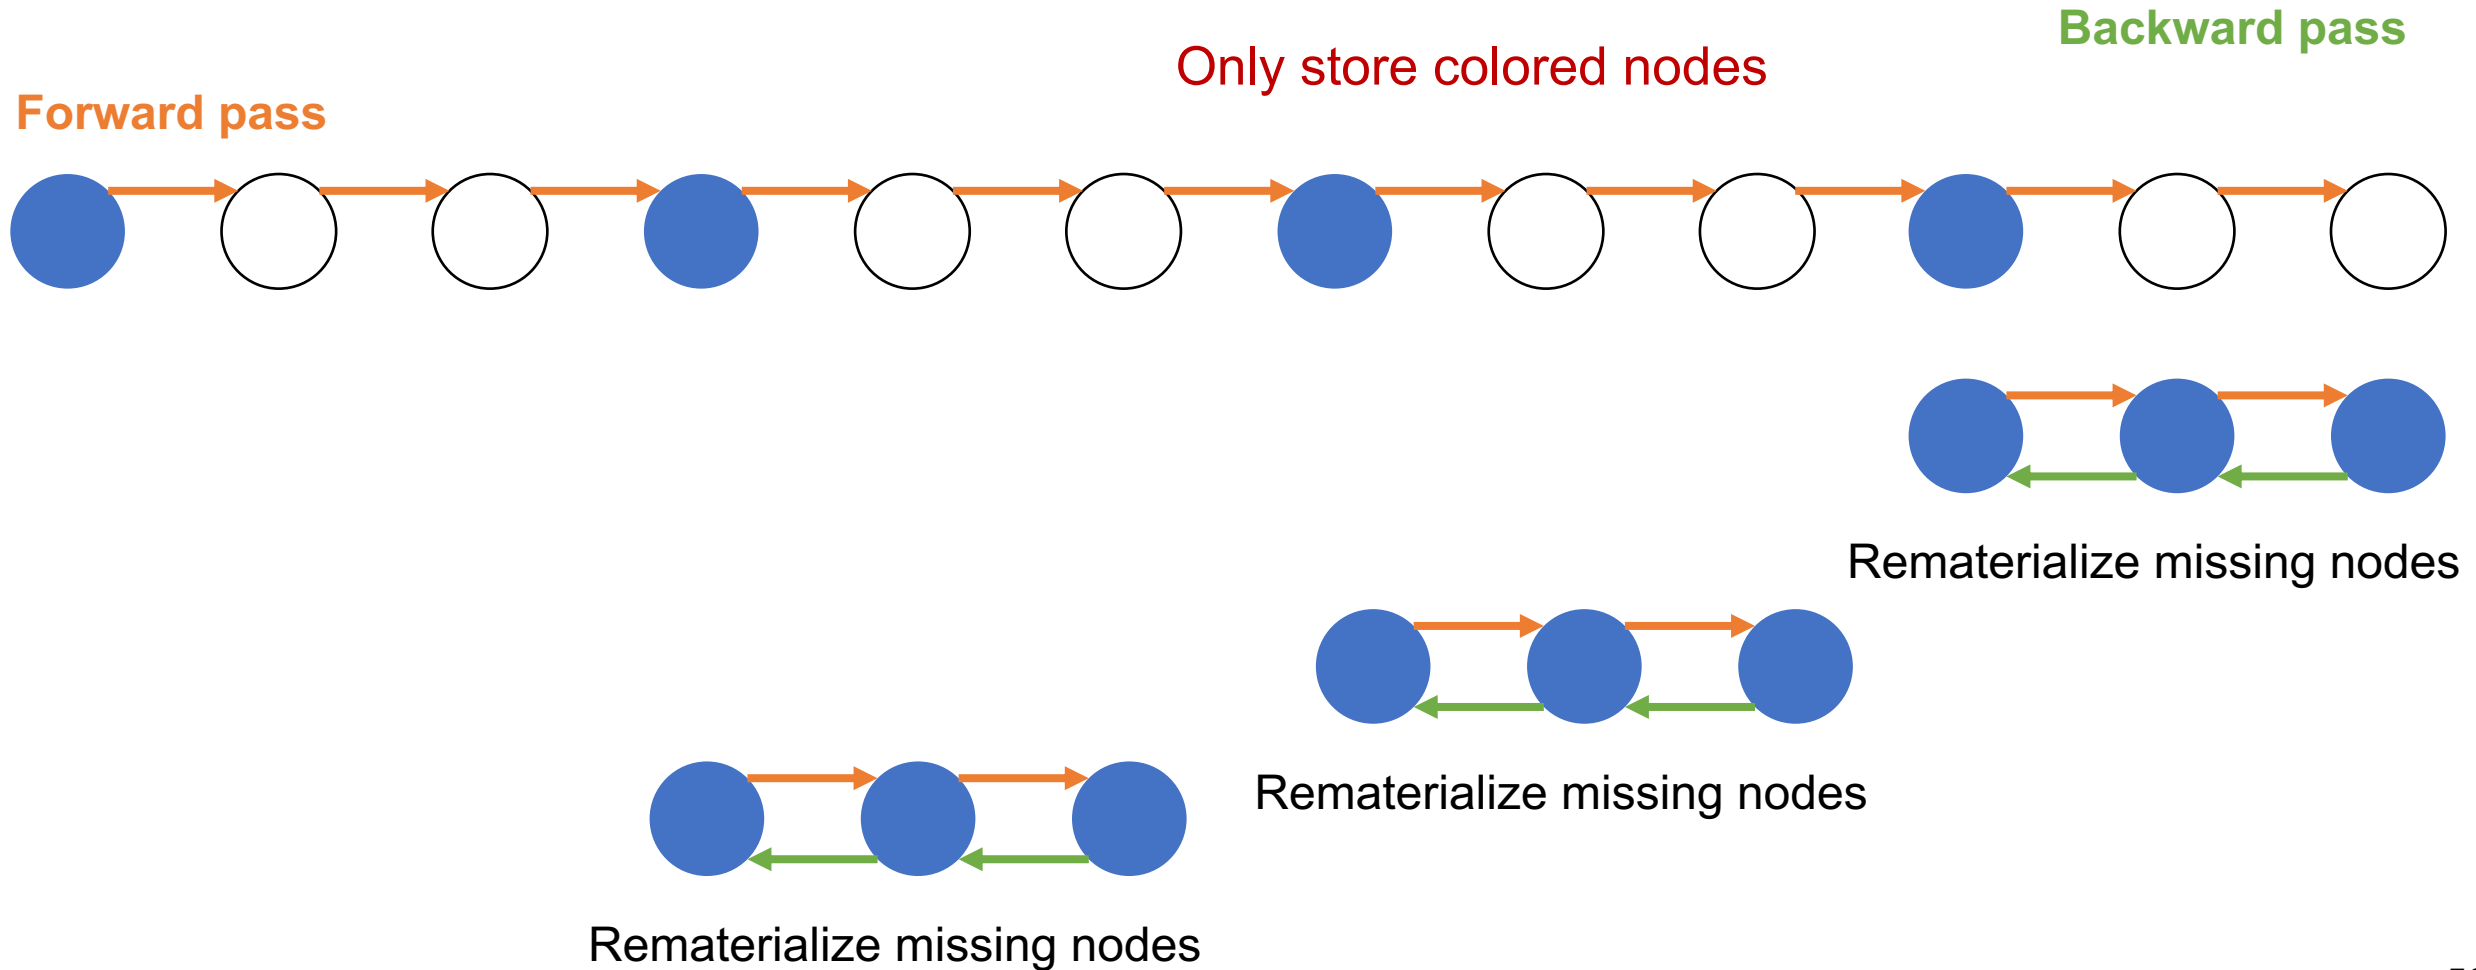 Backward pass
Only store colored nodes
Forward pass
Rematerialize missing nodes
Rematerialize missing nodes
Rematerialize missing nodes